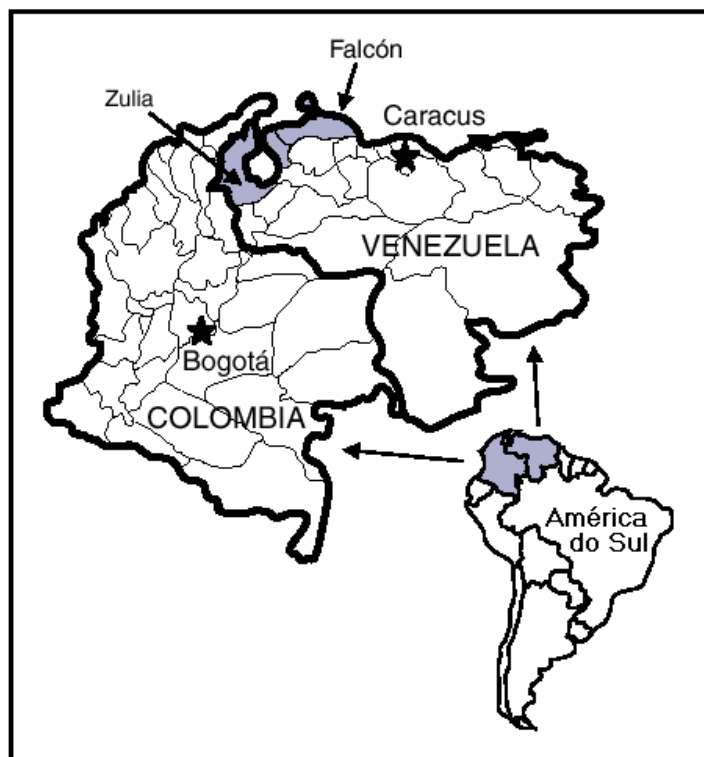 Falcón
Zulia
Caracus
VENEZUELA
Bogotá
COLOMBIA
América
do Sul